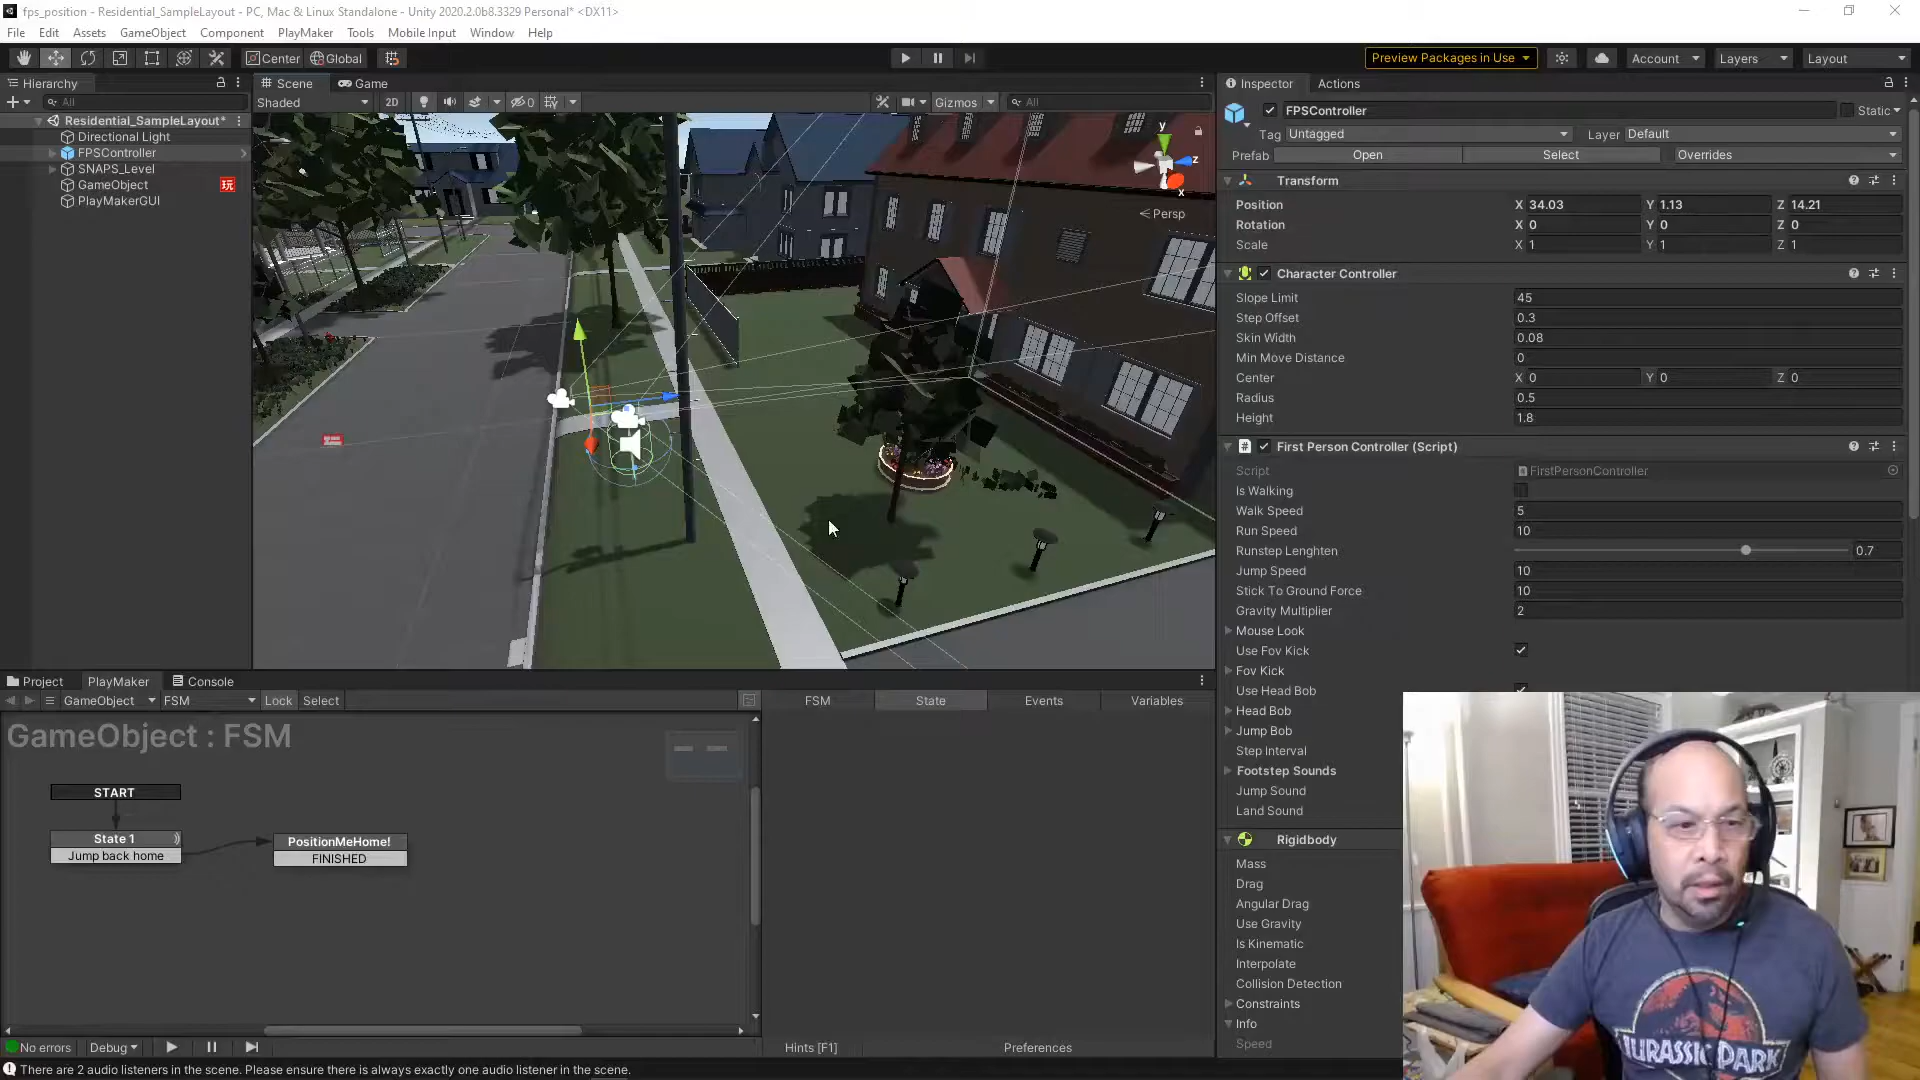 fps_position - Residential_SampleLayout - PC, Mac & Linux Standalone - Unity 2020.2.0b8.3329 Personal* <DX11>
File Edit Assets GameObject Component PlayMaker Tools Mobile Input Window Help
Center Global Preview Packages in Use Account Layers Layout
Hierarchy
All
Residential_SampleLayout*
Directional Light
FPSController
SNAPS_Level
GameObject 玩
PlayMakerGUI
Scene Game
Shaded 2D 0 Gizmos All
y
z
x
Persp
Inspector Actions
FPSController Static
Tag Untagged Layer Default
Prefab Open Select Overrides
Transform
Position X 34.03 Y 1.13 Z 14.21
Rotation X 0 Y 0 Z 0
Scale X 1 Y 1 Z 1
Character Controller
Slope Limit 45
Step Offset 0.3
Skin Width 0.08
Min Move Distance 0
Center X 0 Y 0 Z 0
Radius 0.5
Height 1.8
First Person Controller (Script)
Script FirstPersonController
Is Walking
Walk Speed 5
Run Speed 10
Runstep Lenghten 0.7
Jump Speed 10
Stick To Ground Force 10
Gravity Multiplier 2
Mouse Look
Use Fov Kick
Fov Kick
Use Head Bob
Head Bob
Jump Bob
Step Interval
Footstep Sounds
Jump Sound
Land Sound
Rigidbody
Mass
Drag
Angular Drag
Use Gravity
Is Kinematic
Interpolate
Collision Detection
Constraints
Info
Speed
Project PlayMaker Console
GameObject FSM Lock Select
FSM State Events Variables
GameObject : FSM
START
State 1
Jump back home
PositionMeHome!
FINISHED
No errors Debug Hints [F1] Preferences
There are 2 audio listeners in the scene. Please ensure there is always exactly one audio listener in the scene.
JURASSIC PARK